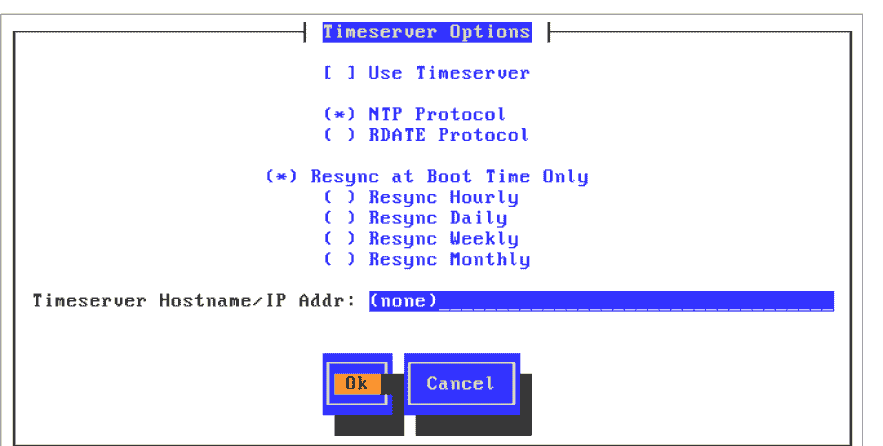 Timeserver Options
[ ] Use Timeserver
(*) NTP Protocol
( ) RDATE Protocol
(*) Resync at Boot Time Only
( ) Resync Hourly
( ) Resync Daily
( ) Resync Weekly
( ) Resync Monthly
Timeserver Hostname/IP Addr: (none)__________________________________
Ok Cancel